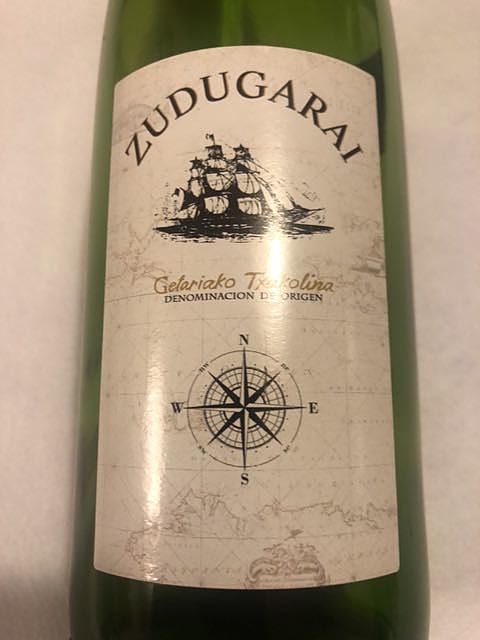 ZUDUGARAI
Getariako Txakolina
DENOMINACION DE ORIGEN
N
W
E
S